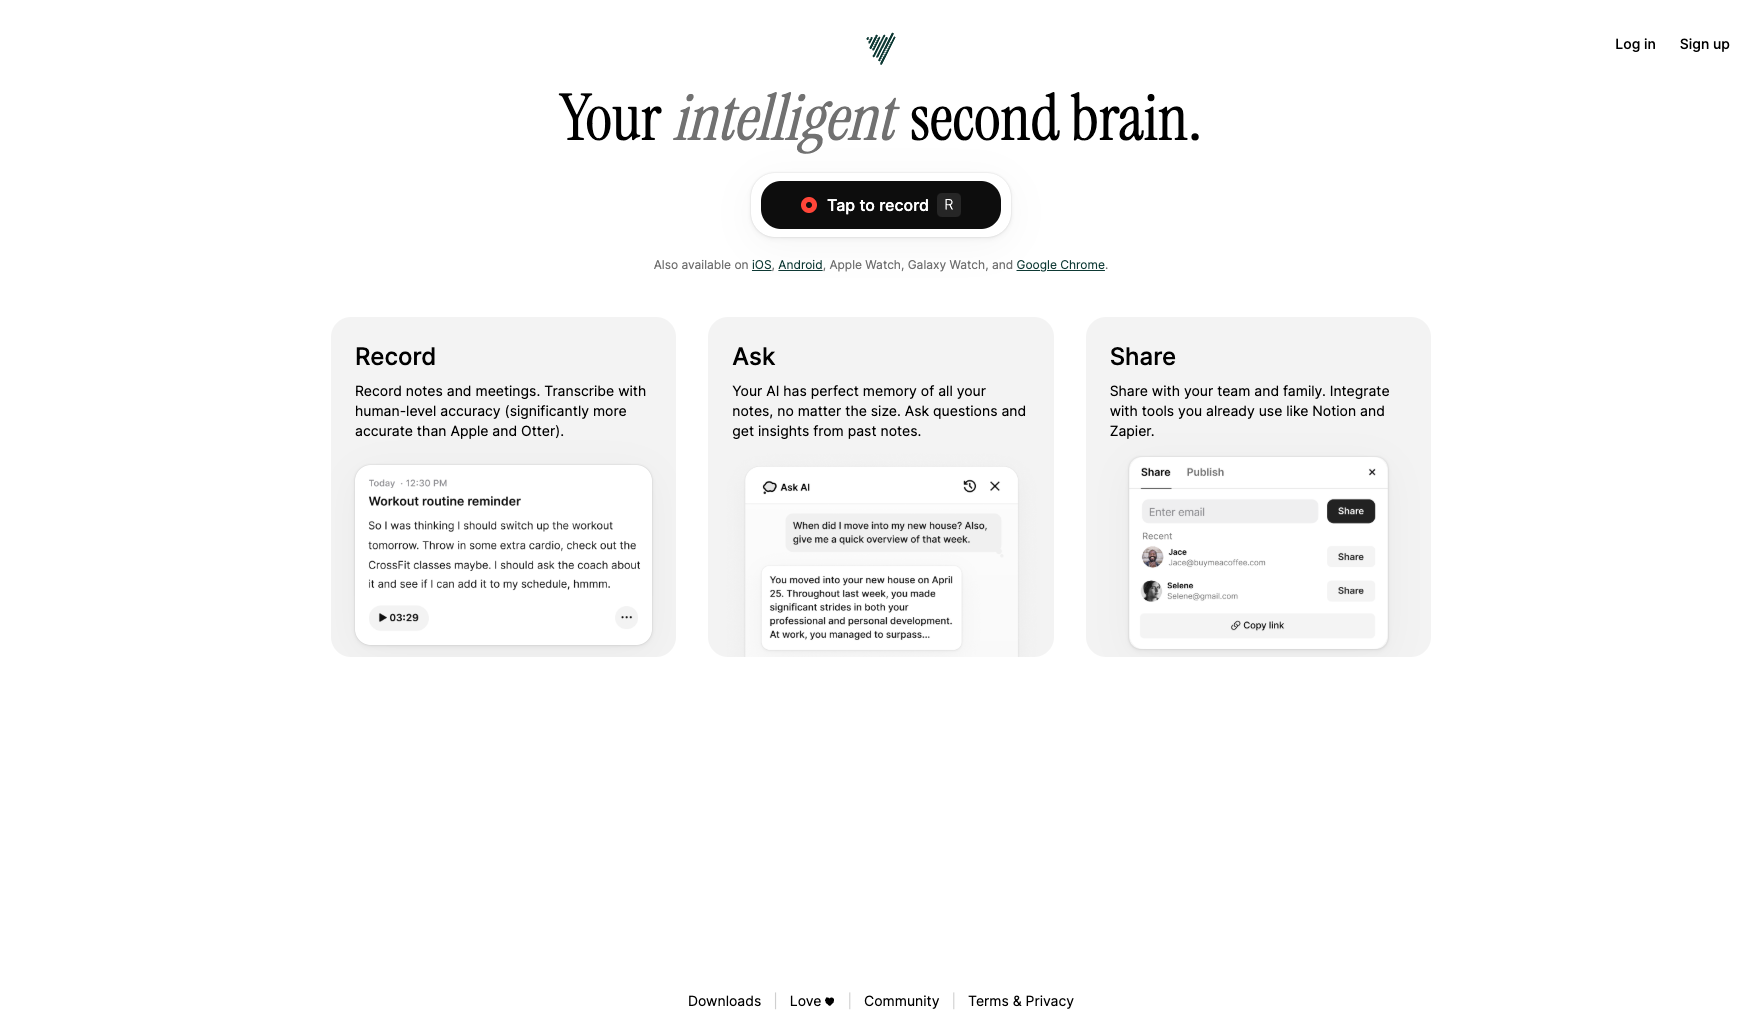 Log in
Sign up
Your intelligent second brain.
Tap to record R
Also available on iOS, Android, Apple Watch, Galaxy Watch, and Google Chrome.
Record
Record notes and meetings. Transcribe with
human-level accuracy (significantly more
accurate than Apple and Otter).
Today · 12:30 PM
Workout routine reminder
So I was thinking I should switch up the workout
tomorrow. Throw in some extra cardio, check out the
CrossFit classes maybe. I should ask the coach about
it and see if I can add it to my schedule, hmmm.
03:29
Ask
Your AI has perfect memory of all your
notes, no matter the size. Ask questions and
get insights from past notes.
Ask AI
When did I move into my new house? Also,
give me a quick overview of that week.
You moved into your new house on April
25. Throughout last week, you made
significant strides in both your
professional and personal development.
At work, you managed to surpass...
Share
Share with your team and family. Integrate
with tools you already use like Notion and
Zapier.
Share Publish
Enter email Share
Recent
Jace
Jace@buymeacoffee.com
Share
Selene
Selene@gmail.com
Share
Copy link
Downloads
Love
Community
Terms & Privacy